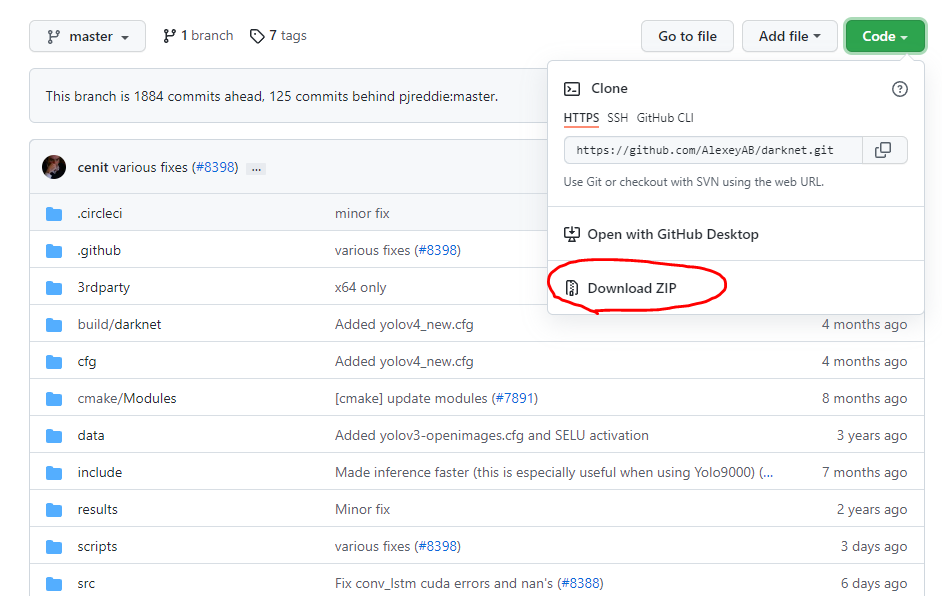 master 1 branch 7 tags Go to file Add file Code
This branch is 1884 commits ahead, 125 commits behind pjreddie:master.
Clone
HTTPS SSH GitHub CLI
https://github.com/AlexeyAB/darknet.git
Use Git or checkout with SVN using the web URL.
Open with GitHub Desktop
Download ZIP
cenit various fixes (#8398) ...
.circleci minor fix
.github various fixes (#8398)
3rdparty x64 only
build/darknet Added yolov4_new.cfg 4 months ago
cfg Added yolov4_new.cfg 4 months ago
cmake/Modules [cmake] update modules (#7891) 8 months ago
data Added yolov3-openimages.cfg and SELU activation 3 years ago
include Made inference faster (this is especially useful when using Yolo9000) (... 7 months ago
results Minor fix 2 years ago
scripts various fixes (#8398) 3 days ago
src Fix conv_lstm cuda errors and nan's (#8388) 6 days ago